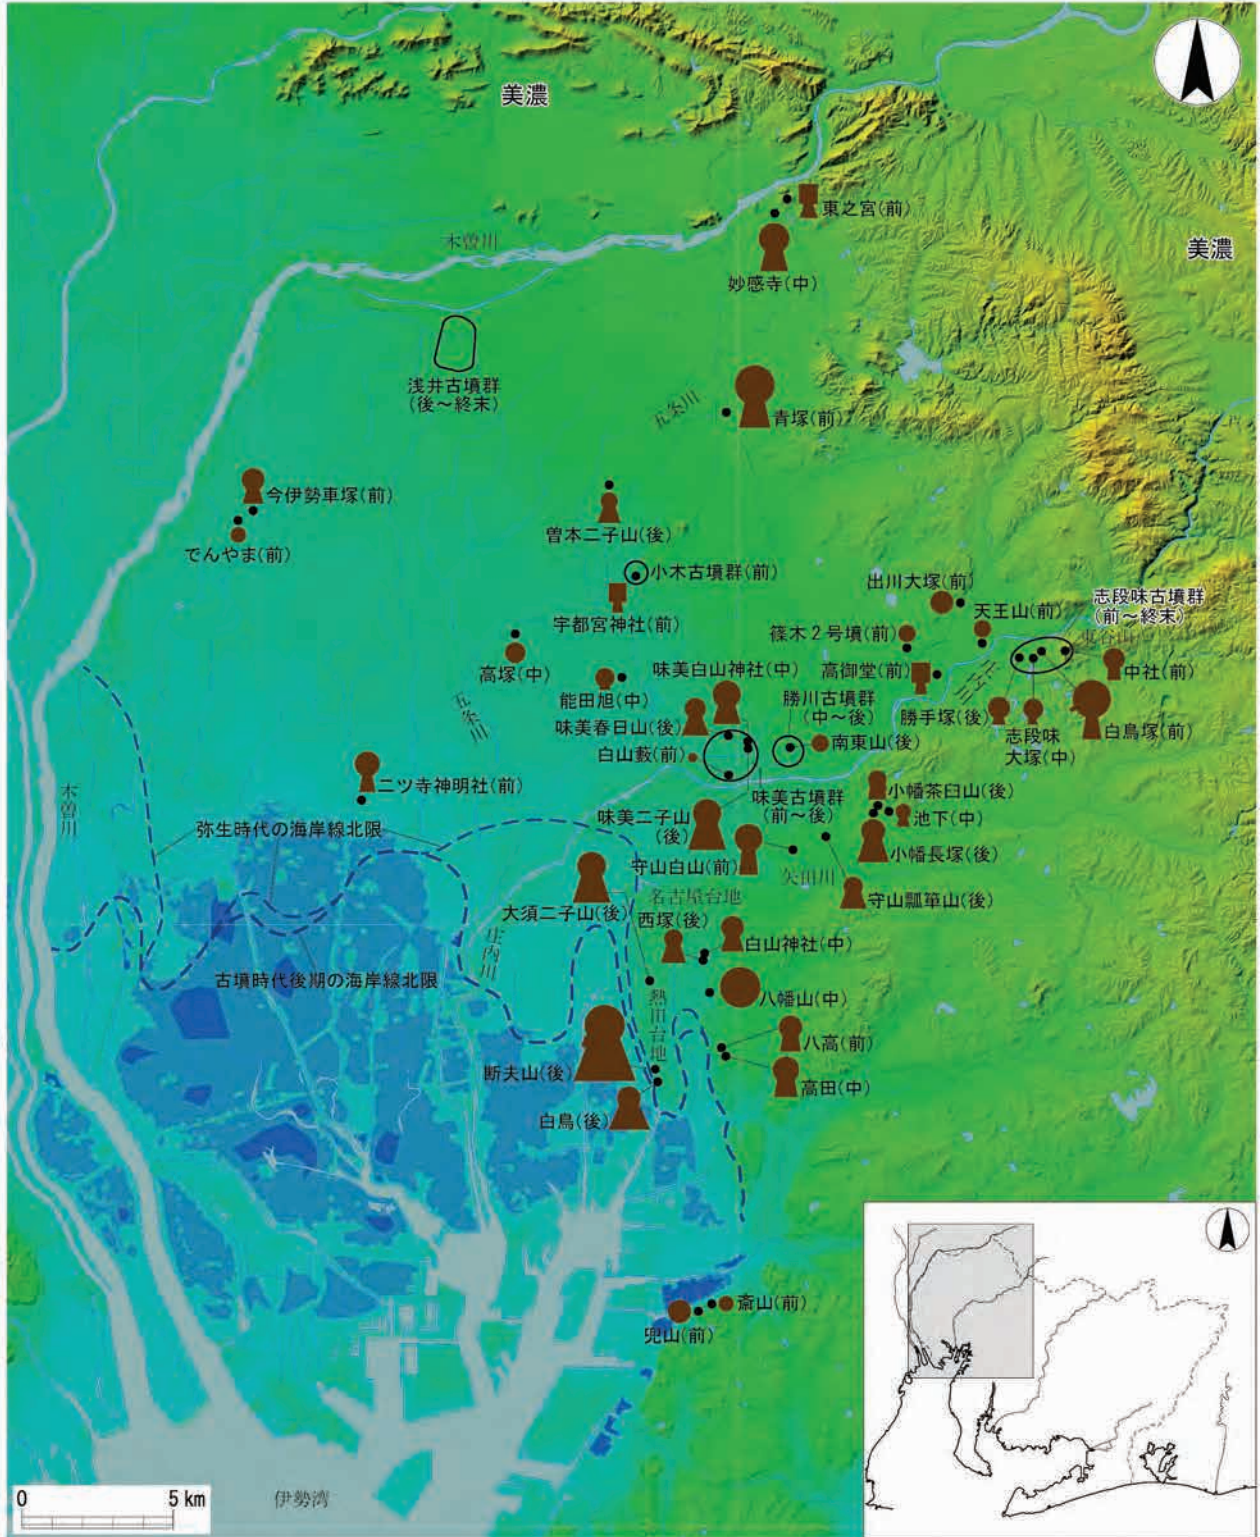 美濃
東之宮(前)
木曽川
美濃
妙感寺(中)
浅井古墳群
(後～終末)
五条川
青塚(前)
今伊勢車塚(前)
でんやま(前)
曽本二子山(後)
小木古墳群(前)
宇都宮神社(前)
出川大塚(前)
天王山(前)
志段味古墳群
(前～終末)
東谷山
篠木２号墳(前)
高塚(中)
能田旭(中)
味美白山神社(中)
高御堂(前)
中社(前)
五条川
味美春日山(後)
勝川古墳群
(中～後)
勝手塚(後)
志段味
大塚(中)
白鳥塚(前)
白山藪(前)
南東山(後)
二ツ寺神明社(前)
木曽川
弥生時代の海岸線北限
味美二子山
(後)
味美古墳群
(前～後)
小幡茶臼山(後)
池下(中)
小幡長塚(後)
守山白山(前)
矢田川
大須二子山(後)
名古屋台地
守山瓢箪山(後)
西塚(後)
白山神社(中)
庄内川
古墳時代後期の海岸線北限
熱田台地
八幡山(中)
八高(前)
断夫山(後)
高田(中)
白鳥(後)
斎山(前)
兜山(前)
0 5 km
伊勢湾